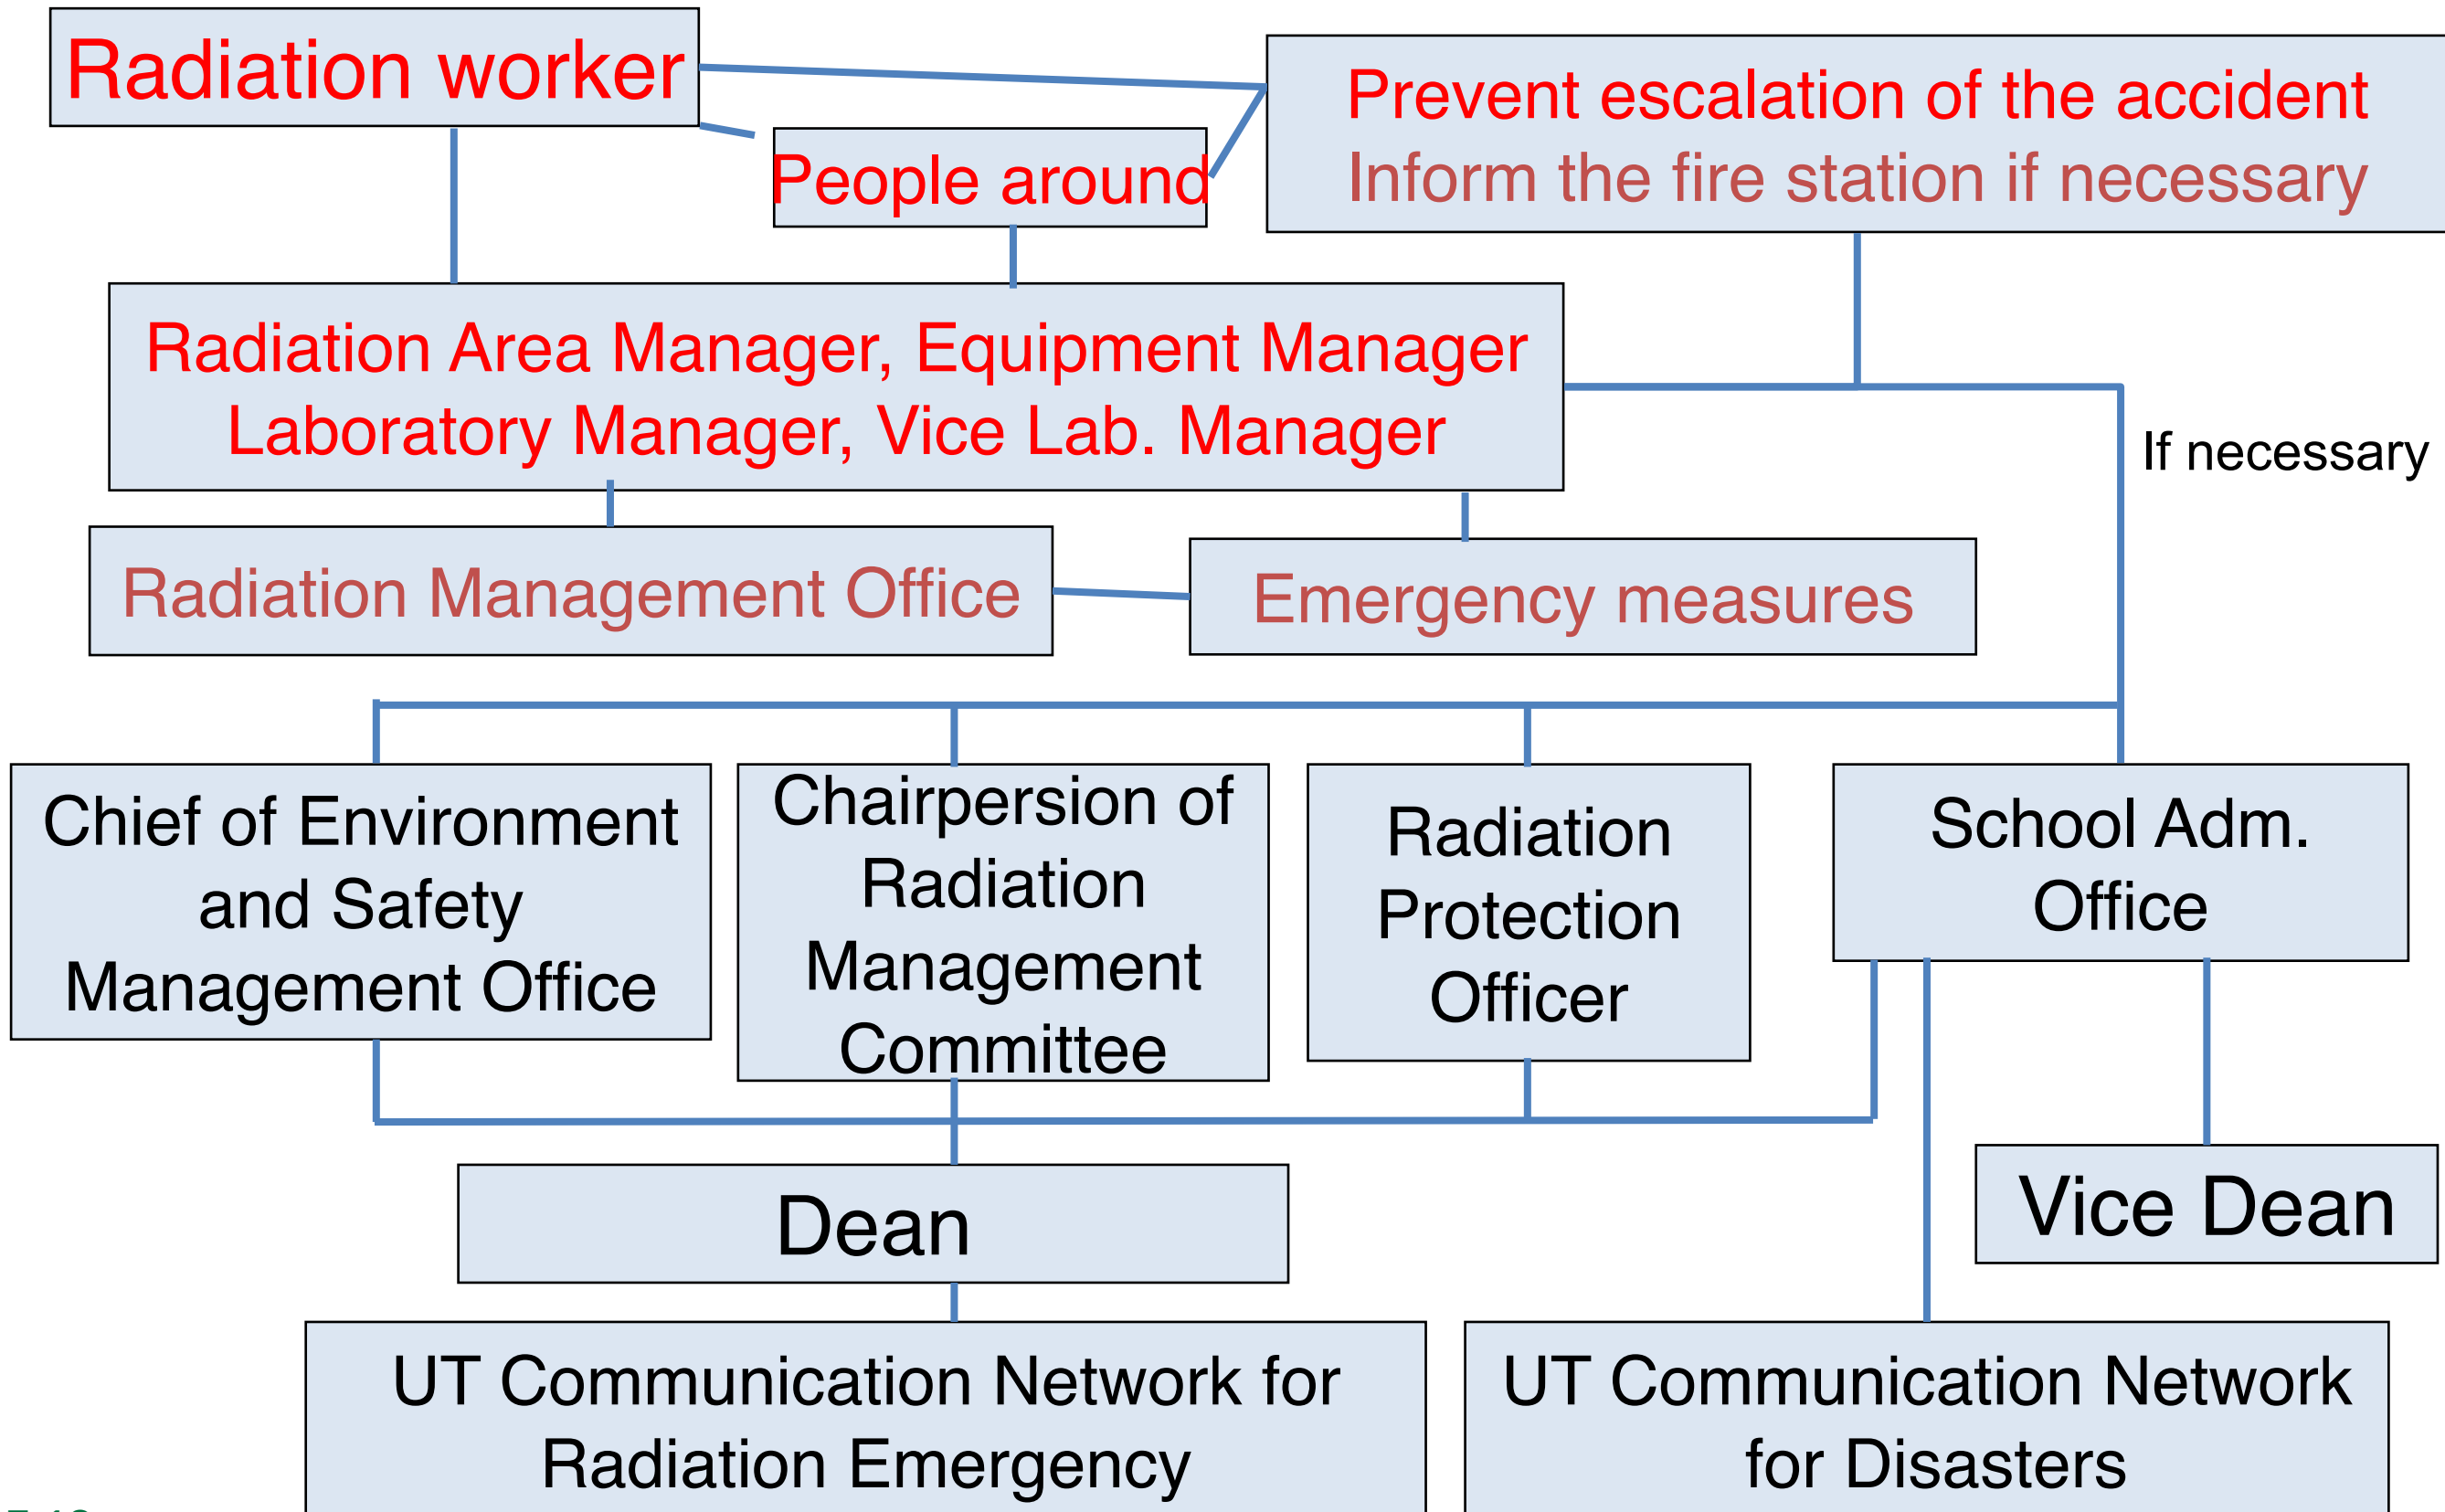 Radiation worker
Prevent escalation of the accident
Inform the fire station if necessary
People around
Radiation Area Manager, Equipment Manager
Laboratory Manager, Vice Lab. Manager
If necessary
Radiation Management Office
Emergency measures
Chief of Environment
and Safety
Management Office
Chairpersion of
Radiation
Management
Committee
Radiation
Protection
Officer
School Adm.
Office
Dean
Vice Dean
UT Communication Network for
Radiation Emergency
UT Communication Network
for Disasters